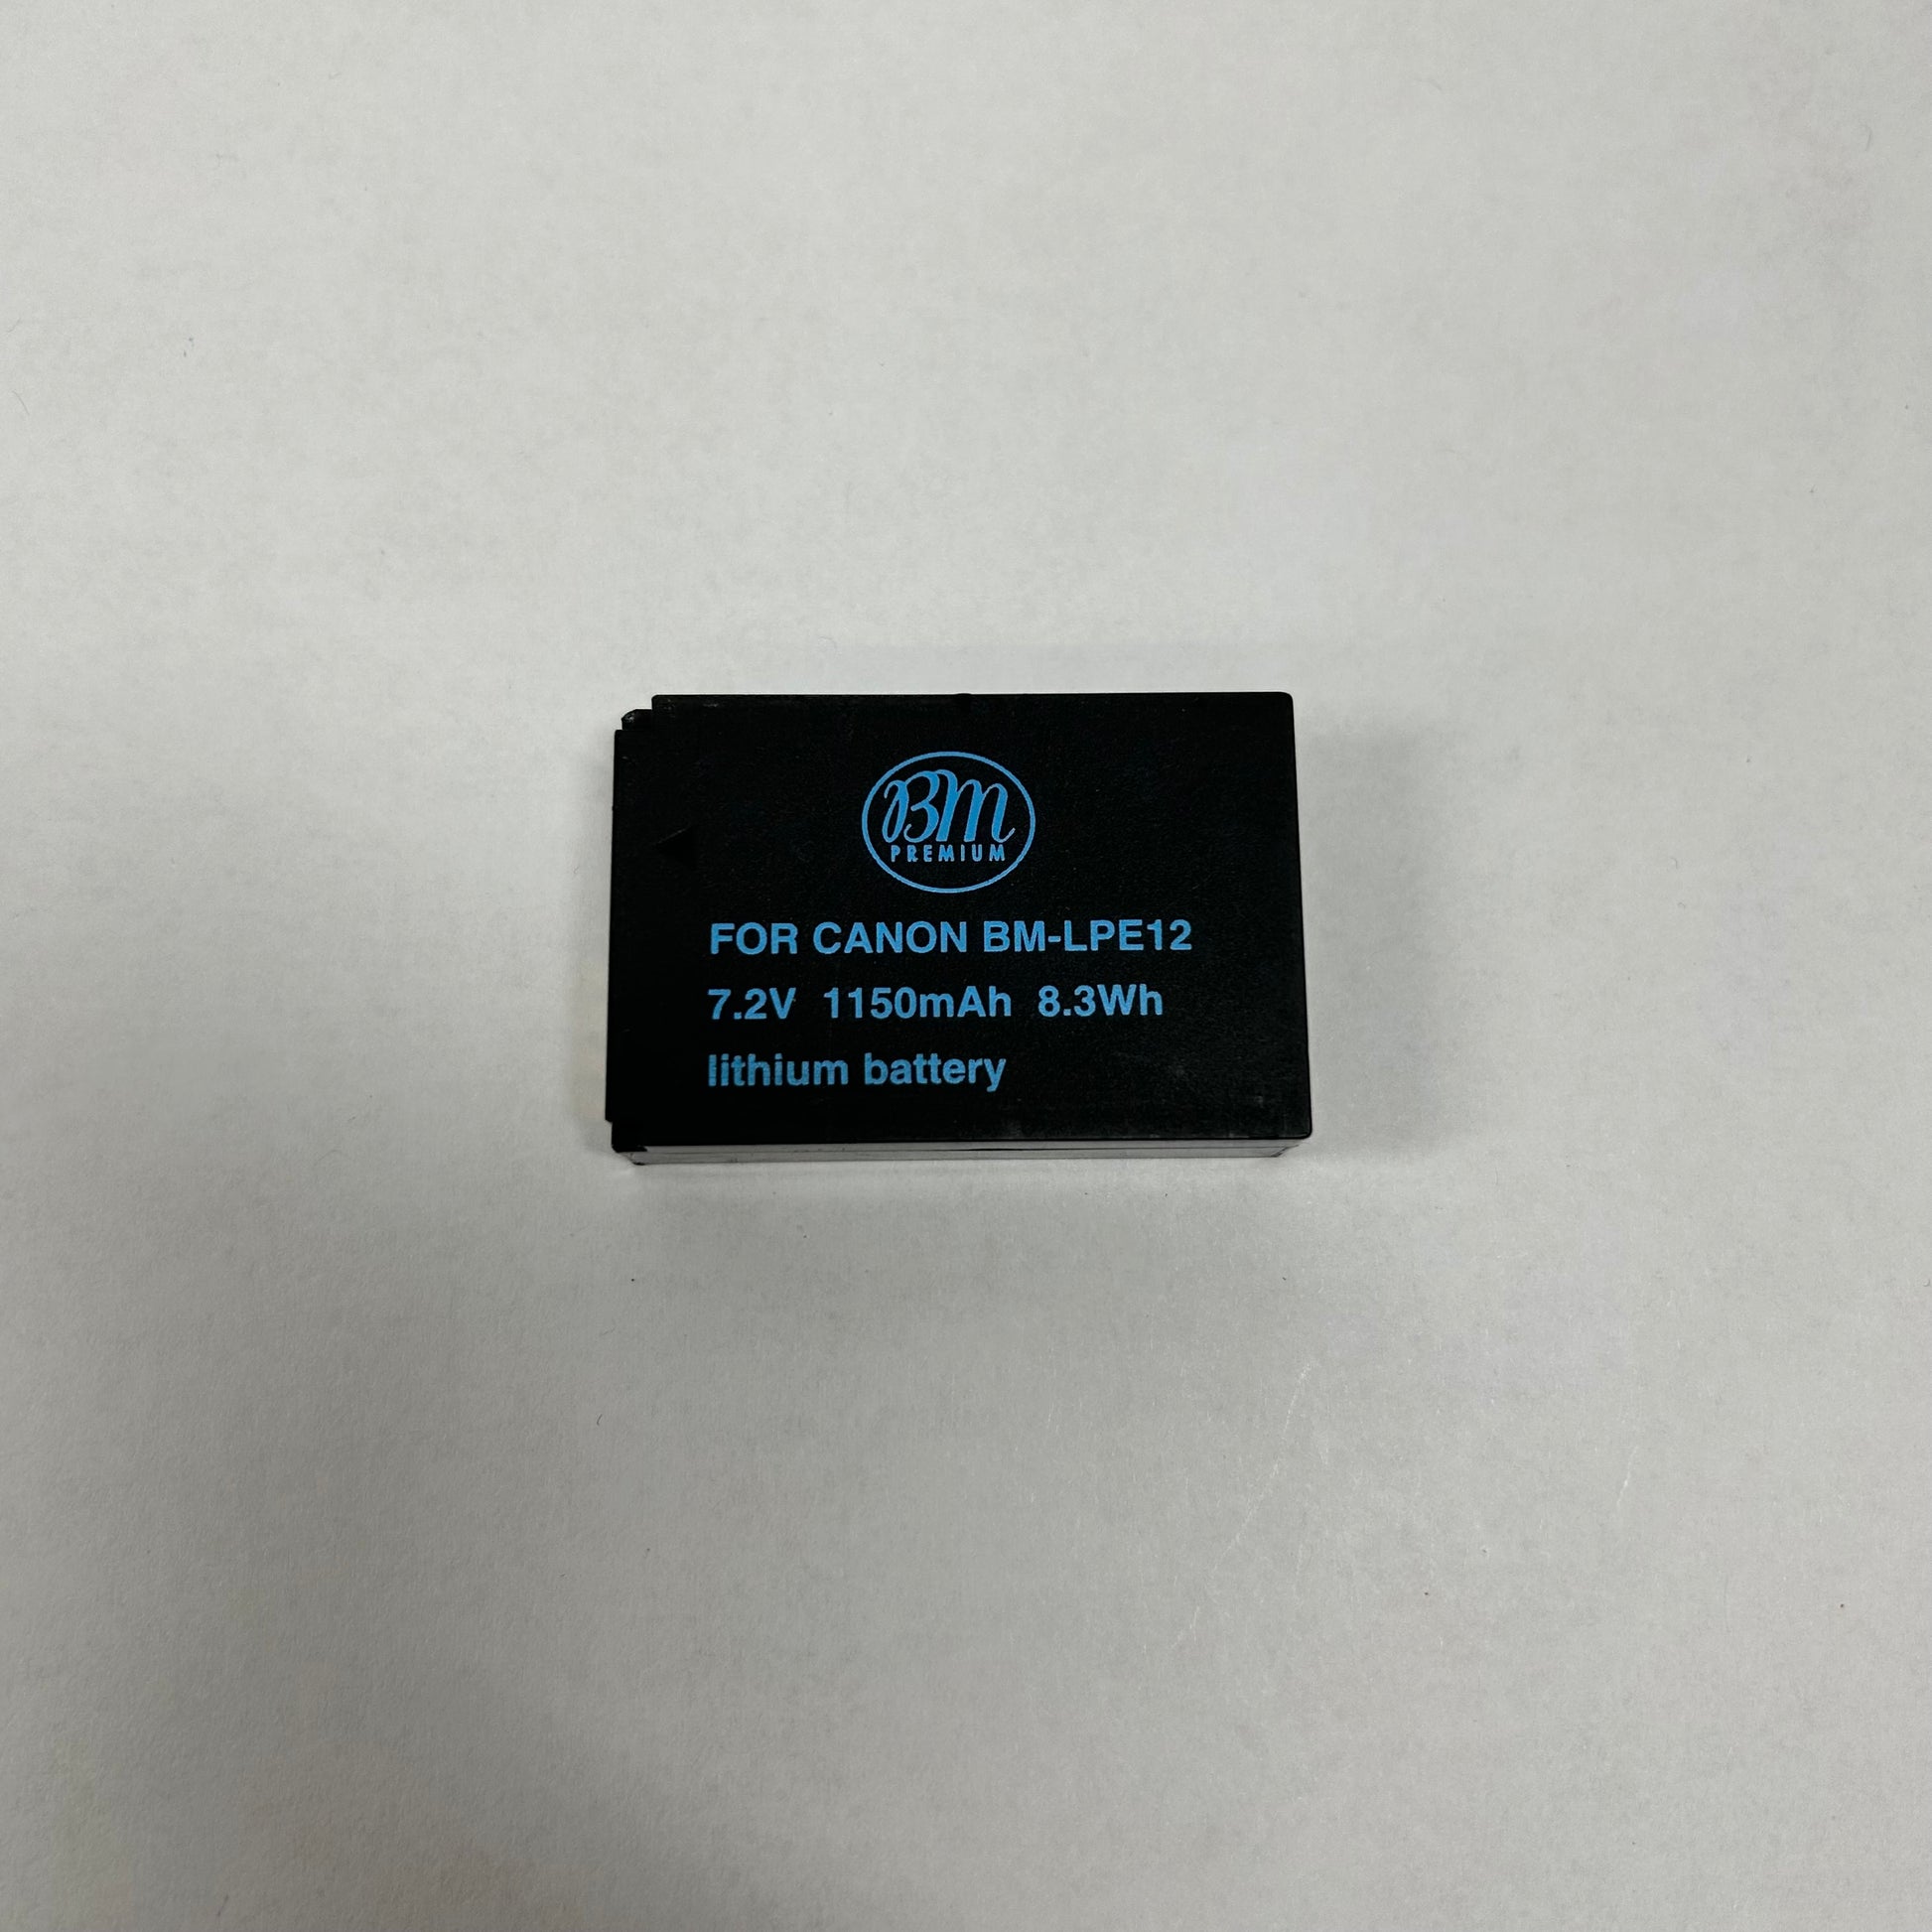 BM
PREMIUM
FOR CANON BM-LPE12
7.2V 1150mAh 8.3Wh
lithium battery